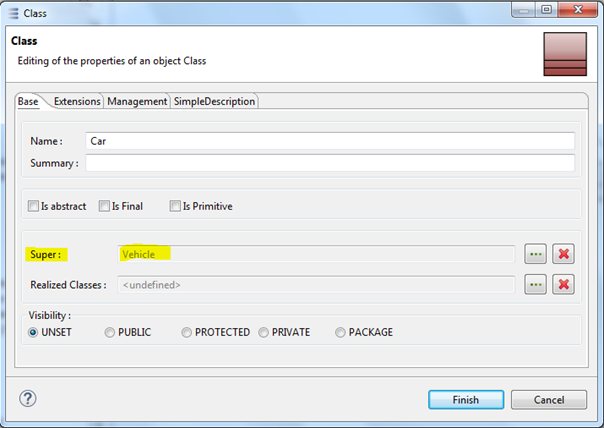 Class
Class
Editing of the properties of an object Class
Base Extensions Management SimpleDescription
Name : Car
Summary :
Is abstract Is Final Is Primitive
Super : Vehicle ...
Realized Classes : <undefined> ...
Visibility :
UNSET PUBLIC PROTECTED PRIVATE PACKAGE
? Finish Cancel